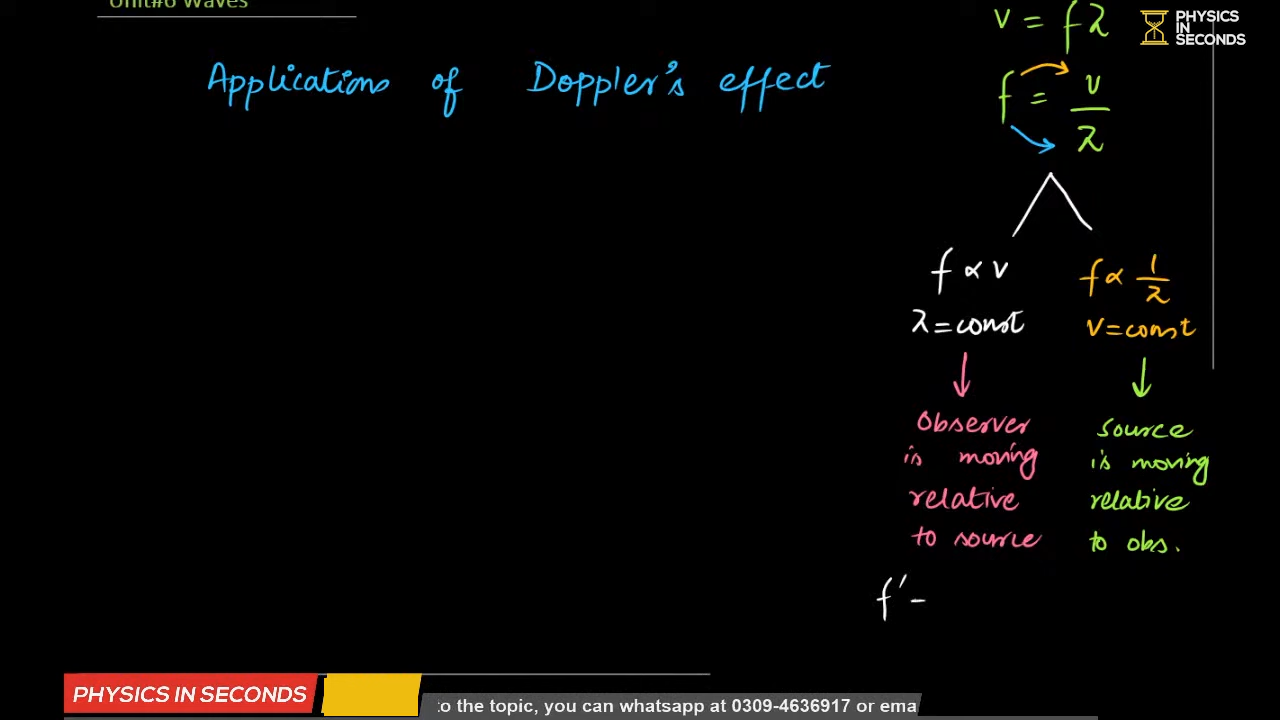 Unit#6 Waves
v = fλ
PHYSICS
IN
SECONDS
Applications of Doppler's effect
f = v/λ
f ∝ v
λ = const
Observer
is moving
relative
to source
f ∝ 1/λ
v = const
source
is moving
relative
to obs.
f' -
PHYSICS IN SECONDS
to the topic, you can whatsapp at 0309-4636917 or ema